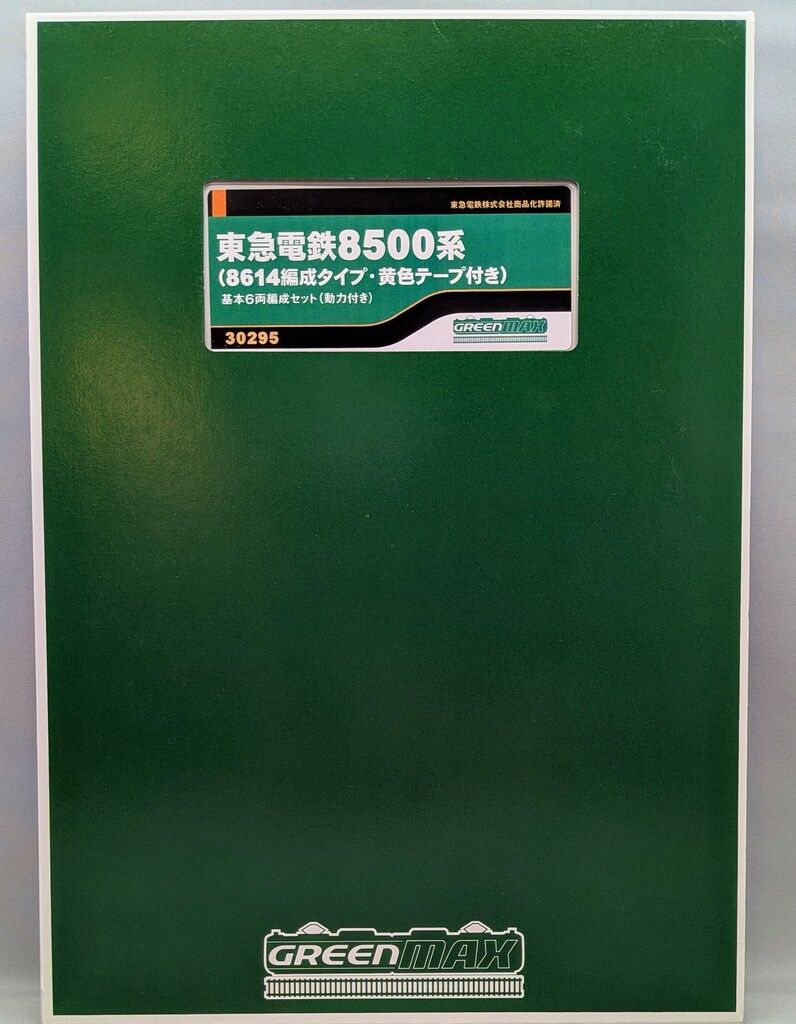 東急電鉄株式会社商品化許諾済
東急電鉄8500系
(8614編成タイプ・黄色テープ付き)
基本6両編成セット(動力付き)
30295
GREENMAX
GREENMAX